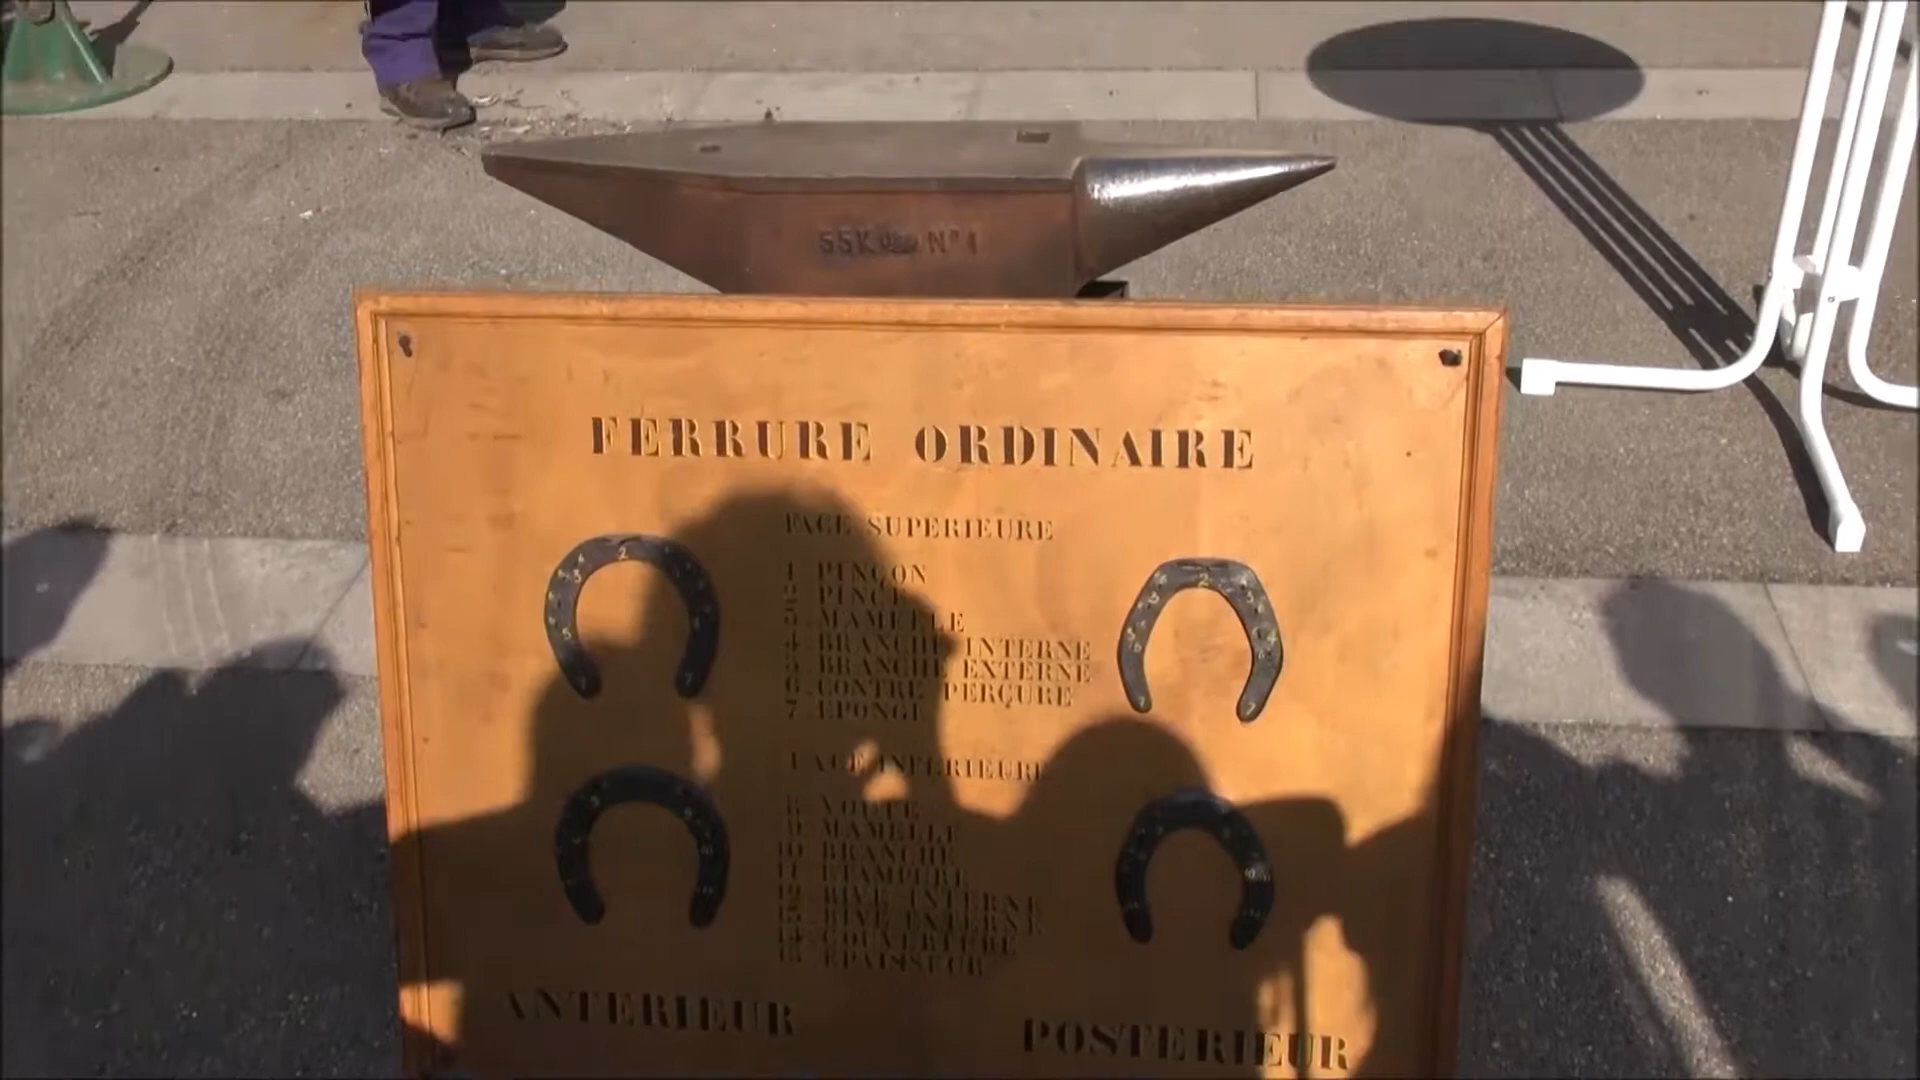 55K N° 1
FERRURE ORDINAIRE
FACE SUPERIEURE
1 PINÇON
2 PINCE
3 MAMELLE
4 BRANCHE INTERNE
5 BRANCHE EXTERNE
6 CONTRE PERÇURE
7 EPONGE
FACE INFERIEURE
8 VOUTE
9 MAMELLE
10 BRANCHE
11 ETAMPURE
12 RIVE INTERNE
13 RIVE EXTERNE
14 COUVERTURE
15 EPAISSEUR
ANTERIEUR
POSTERIEUR